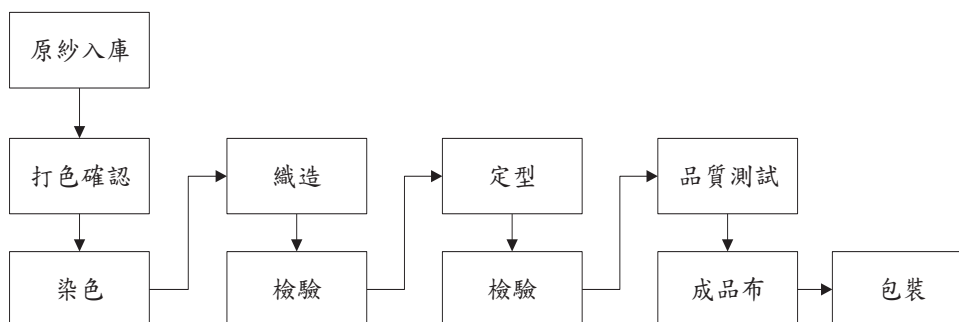 原紗入庫
打色確認
染色
織造
檢驗
定型
檢驗
品質測試
成品布
包裝